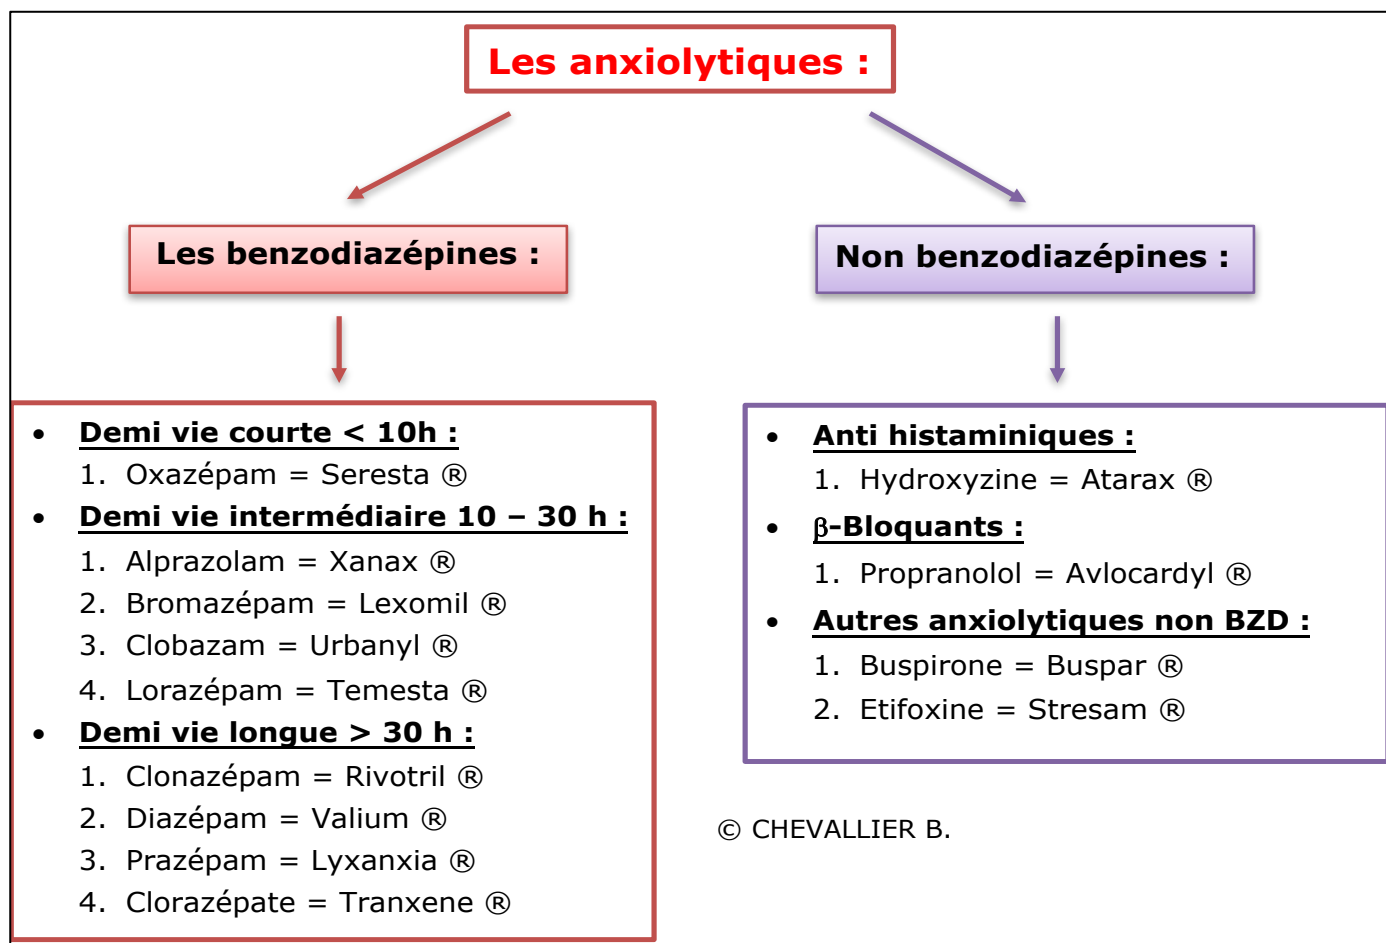 Les anxiolytiques :
Les benzodiazépines :
Non benzodiazépines :
• Demi vie courte < 10h :
1. Oxazépam = Seresta ®
• Demi vie intermédiaire 10 – 30 h :
1. Alprazolam = Xanax ®
2. Bromazépam = Lexomil ®
3. Clobazam = Urbanyl ®
4. Lorazépam = Temesta ®
• Demi vie longue > 30 h :
1. Clonazépam = Rivotril ®
2. Diazépam = Valium ®
3. Prazépam = Lyxanxia ®
4. Clorazépate = Tranxene ®
• Anti histaminiques :
1. Hydroxyzine = Atarax ®
• β-Bloquants :
1. Propranolol = Avlocardyl ®
• Autres anxiolytiques non BZD :
1. Buspirone = Buspar ®
2. Etifoxine = Stresam ®
© CHEVALLIER B.